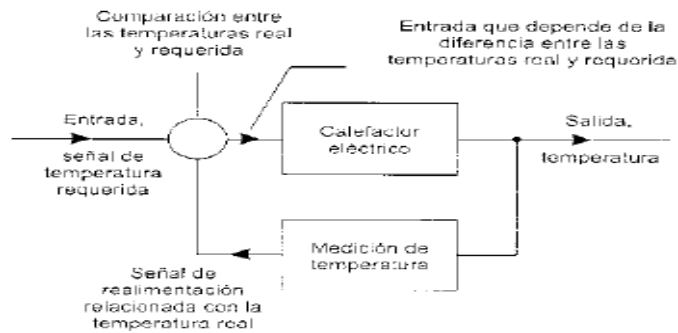 Comparación entre
las temperaturas real
y requerida
Entrada que depende de la
diferencia entre las
temperaturas real y requerida
Entrada,
señal de
temperatura
requerida
Calefactor
eléctrico
Salida,
temperatura
Medición de
temperatura
Señal de
realimentación
relacionada con la
temperatura real